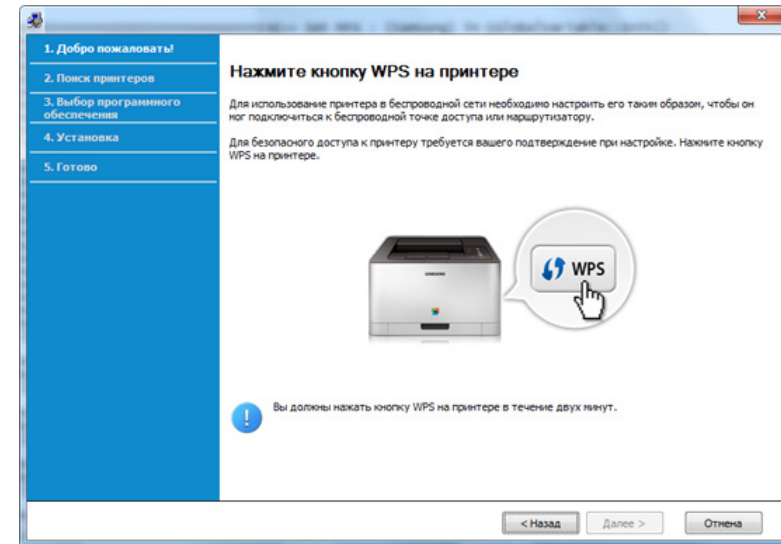 1. Добро пожаловать!
2. Поиск принтеров
3. Выбор программного
обеспечения
4. Установка
5. Готово
Нажмите кнопку WPS на принтере
Для использование принтера в беспроводной сети необходимо настроить его таким образом, чтобы он
мог подключиться к беспроводной точке доступа или маршрутизатору.
Для безопасного доступа к принтеру требуется вашего подтверждение при настройке. Нажмите кнопку
WPS на принтере.
SAMSUNG
WPS
Вы должны нажать кнопку WPS на принтере в течение двух минут.
< Назад
Далее >
Отмена